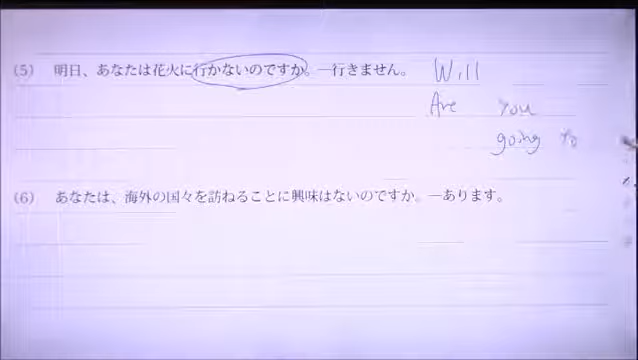 (5) 明日、あなたは花火に行かないのですか。―行きません。 Will
Are you
going to
(6) あなたは、海外の国々を訪ねることに興味はないのですか。―あります。